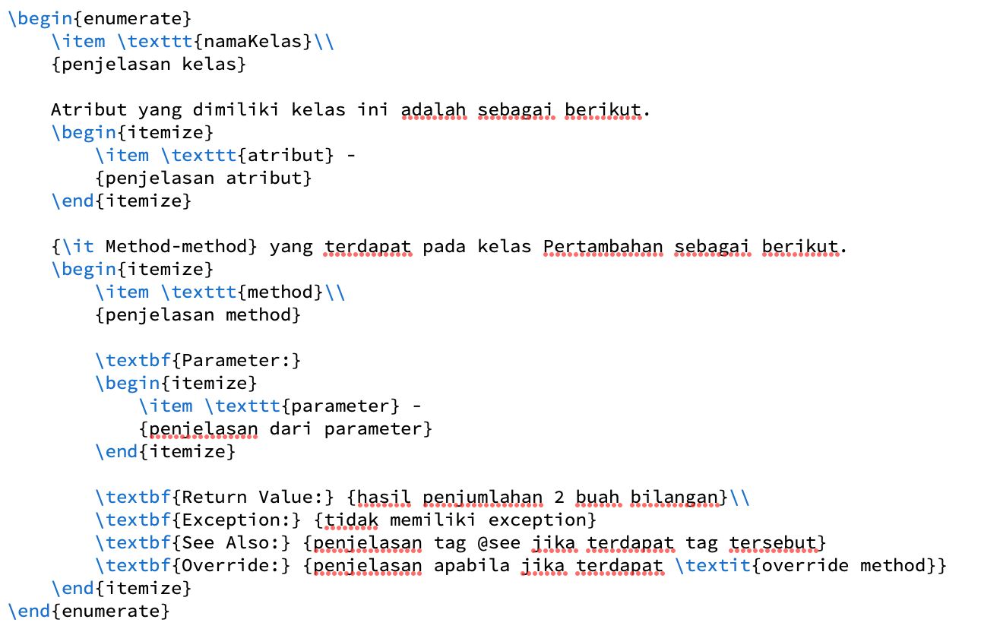 \begin{enumerate}
    \item \texttt{namaKelas}\\
    {penjelasan kelas}

    Atribut yang dimiliki kelas ini adalah sebagai berikut.
    \begin{itemize}
        \item \texttt{atribut} -
        {penjelasan atribut}
    \end{itemize}

    {\it Method-method} yang terdapat pada kelas Pertambahan sebagai berikut.
    \begin{itemize}
        \item \texttt{method}\\
        {penjelasan method}

        \textbf{Parameter:}
        \begin{itemize}
            \item \texttt{parameter} -
            {penjelasan dari parameter}
        \end{itemize}

        \textbf{Return Value:} {hasil penjumlahan 2 buah bilangan}\\
        \textbf{Exception:} {tidak memiliki exception}
        \textbf{See Also:} {penjelasan tag @see jika terdapat tag tersebut}
        \textbf{Override:} {penjelasan apabila jika terdapat \textit{override method}}
    \end{itemize}
\end{enumerate}